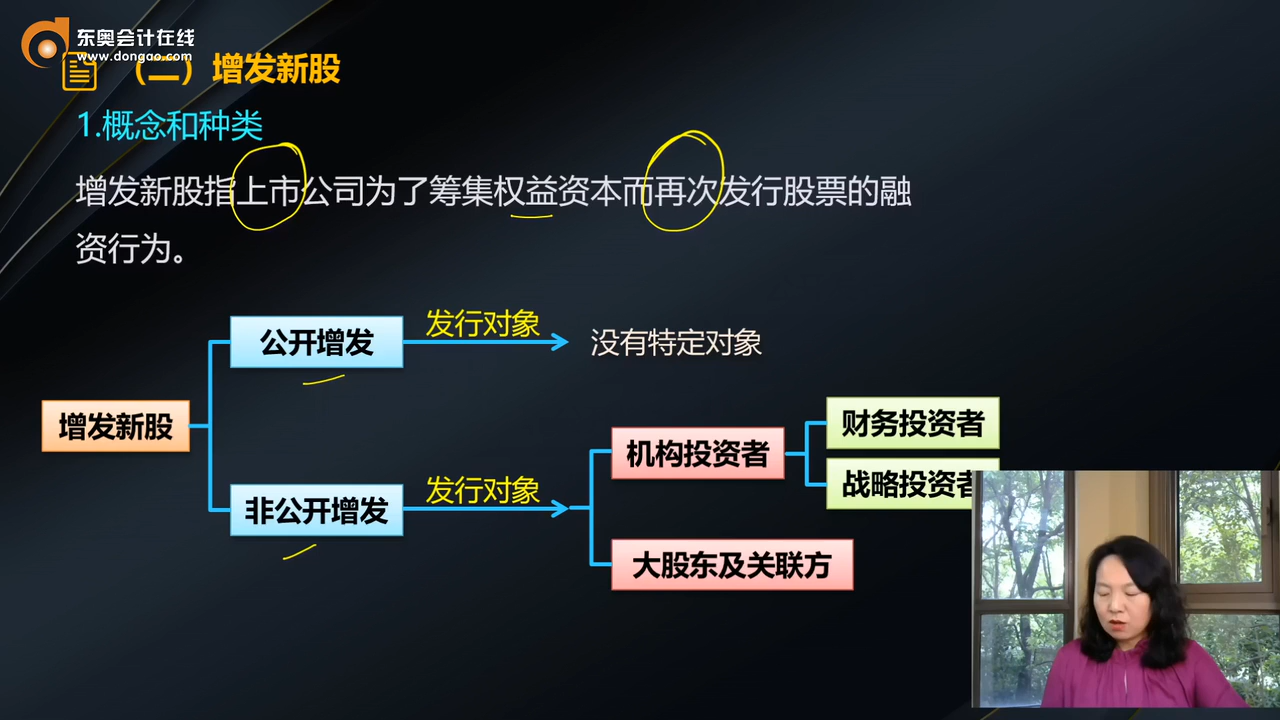 东奥会计在线
www.dongao.com
（二）增发新股
1.概念和种类
增发新股指上市公司为了筹集权益资本而再次发行股票的融
资行为。
公开增发
发行对象
没有特定对象
增发新股
非公开增发
发行对象
机构投资者
财务投资者
战略投资者
大股东及关联方